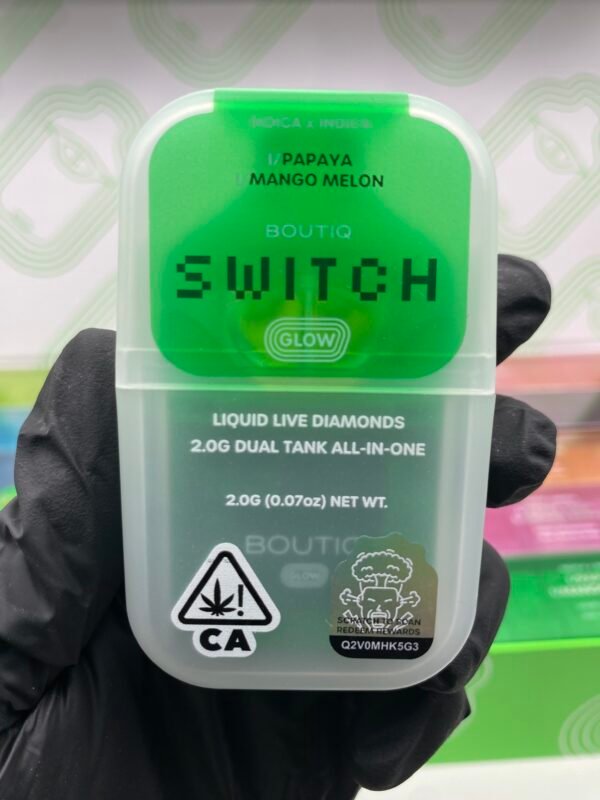 INDICA x INDICA
I/PAPAYA
I/MANGO MELON
BOUTIQ
SWITCH
GLOW
LIQUID LIVE DIAMONDS
2.0G DUAL TANK ALL-IN-ONE
2.0G (0.07oz) NET WT.
BOUTIQ
GLOW
CA
SCRATCH TO SCAN
REDEEM REWARDS
Q2V0MHK5G3